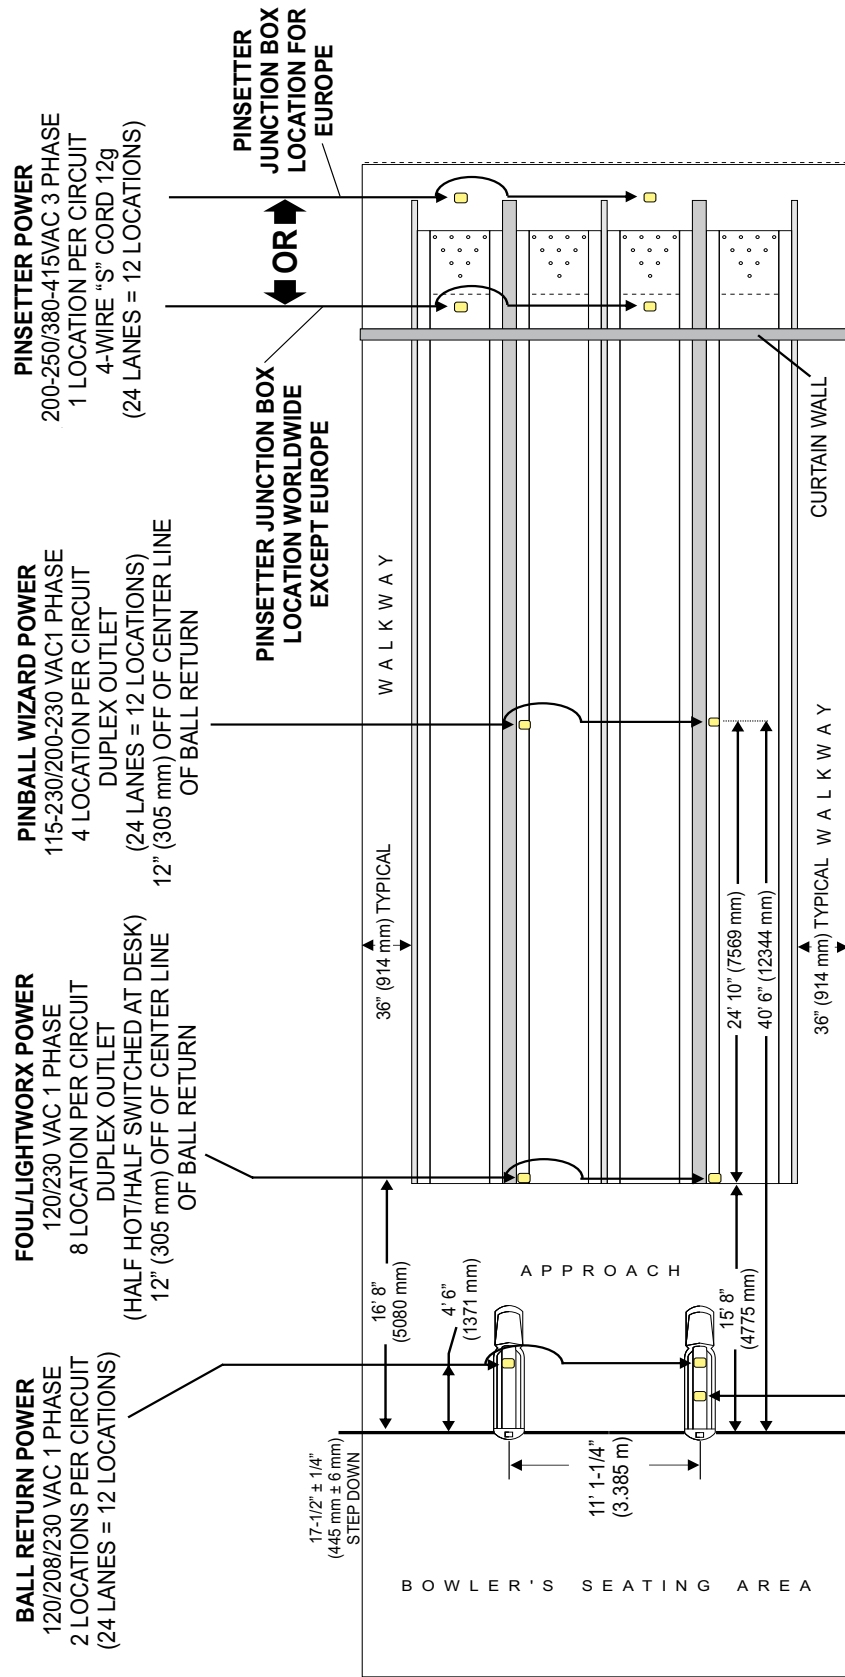 BALL RETURN POWER
120/208/230 VAC 1 PHASE
2 LOCATIONS PER CIRCUIT
(24 LANES = 12 LOCATIONS)
FOUL/LIGHTWORX POWER
120/230 VAC 1 PHASE
8 LOCATION PER CIRCUIT
DUPLEX OUTLET
(HALF HOT/HALF SWITCHED AT DESK)
12” (305 mm) OFF OF CENTER LINE
OF BALL RETURN
PINBALL WIZARD POWER
115-230/200-230 VAC1 PHASE
4 LOCATION PER CIRCUIT
DUPLEX OUTLET
(24 LANES = 12 LOCATIONS)
12” (305 mm) OFF OF CENTER LINE
OF BALL RETURN
PINSETTER POWER
200-250/380-415VAC 3 PHASE
1 LOCATION PER CIRCUIT
4-WIRE “S” CORD 12g
(24 LANES = 12 LOCATIONS)
PINSETTER
JUNCTION BOX
LOCATION FOR
EUROPE
OR
PINSETTER JUNCTION BOX
LOCATION WORLDWIDE
EXCEPT EUROPE
17-1/2” ± 1/4”
(445 mm ± 6 mm)
STEP DOWN
16’ 8”
(5080 mm)
4’ 6”
(1371 mm)
36” (914 mm) TYPICAL
WALKWAY
APPROACH
11’ 1-1/4”
(3.385 m)
BOWLER'S SEATING AREA
15’ 8”
(4775 mm)
24’ 10” (7569 mm)
40’ 6” (12344 mm)
36” (914 mm) TYPICAL
WALKWAY
CURTAIN WALL